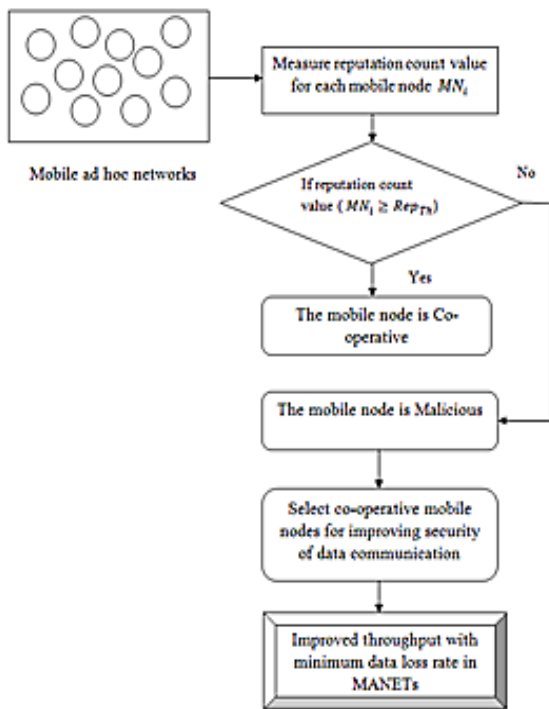 Measure reputation count value
for each mobile node MNᵢ
Mobile ad hoc networks
If reputation count
value ( MNᵢ ≥ Rep_Th)
No
Yes
The mobile node is Co-
operative
The mobile node is Malicious
Select co-operative mobile
nodes for improving security
of data communication
Improved throughput with
minimum data loss rate in
MANETs